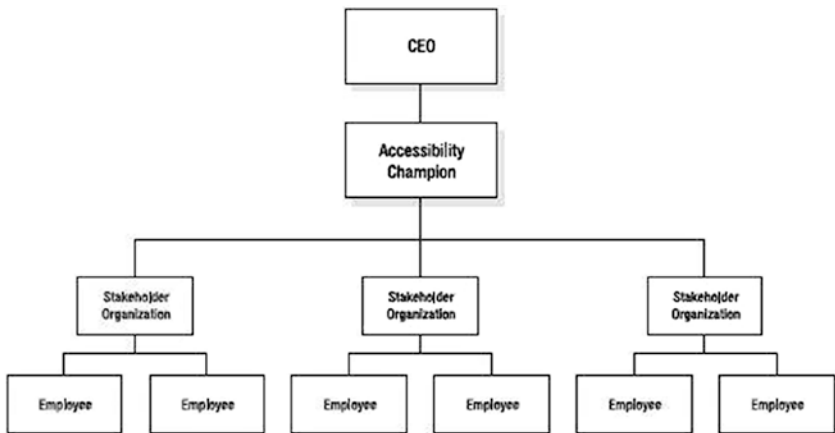 CEO
Accessibility
Champion
Stakeholder
Organization
Stakeholder
Organization
Stakeholder
Organization
Employee
Employee
Employee
Employee
Employee
Employee